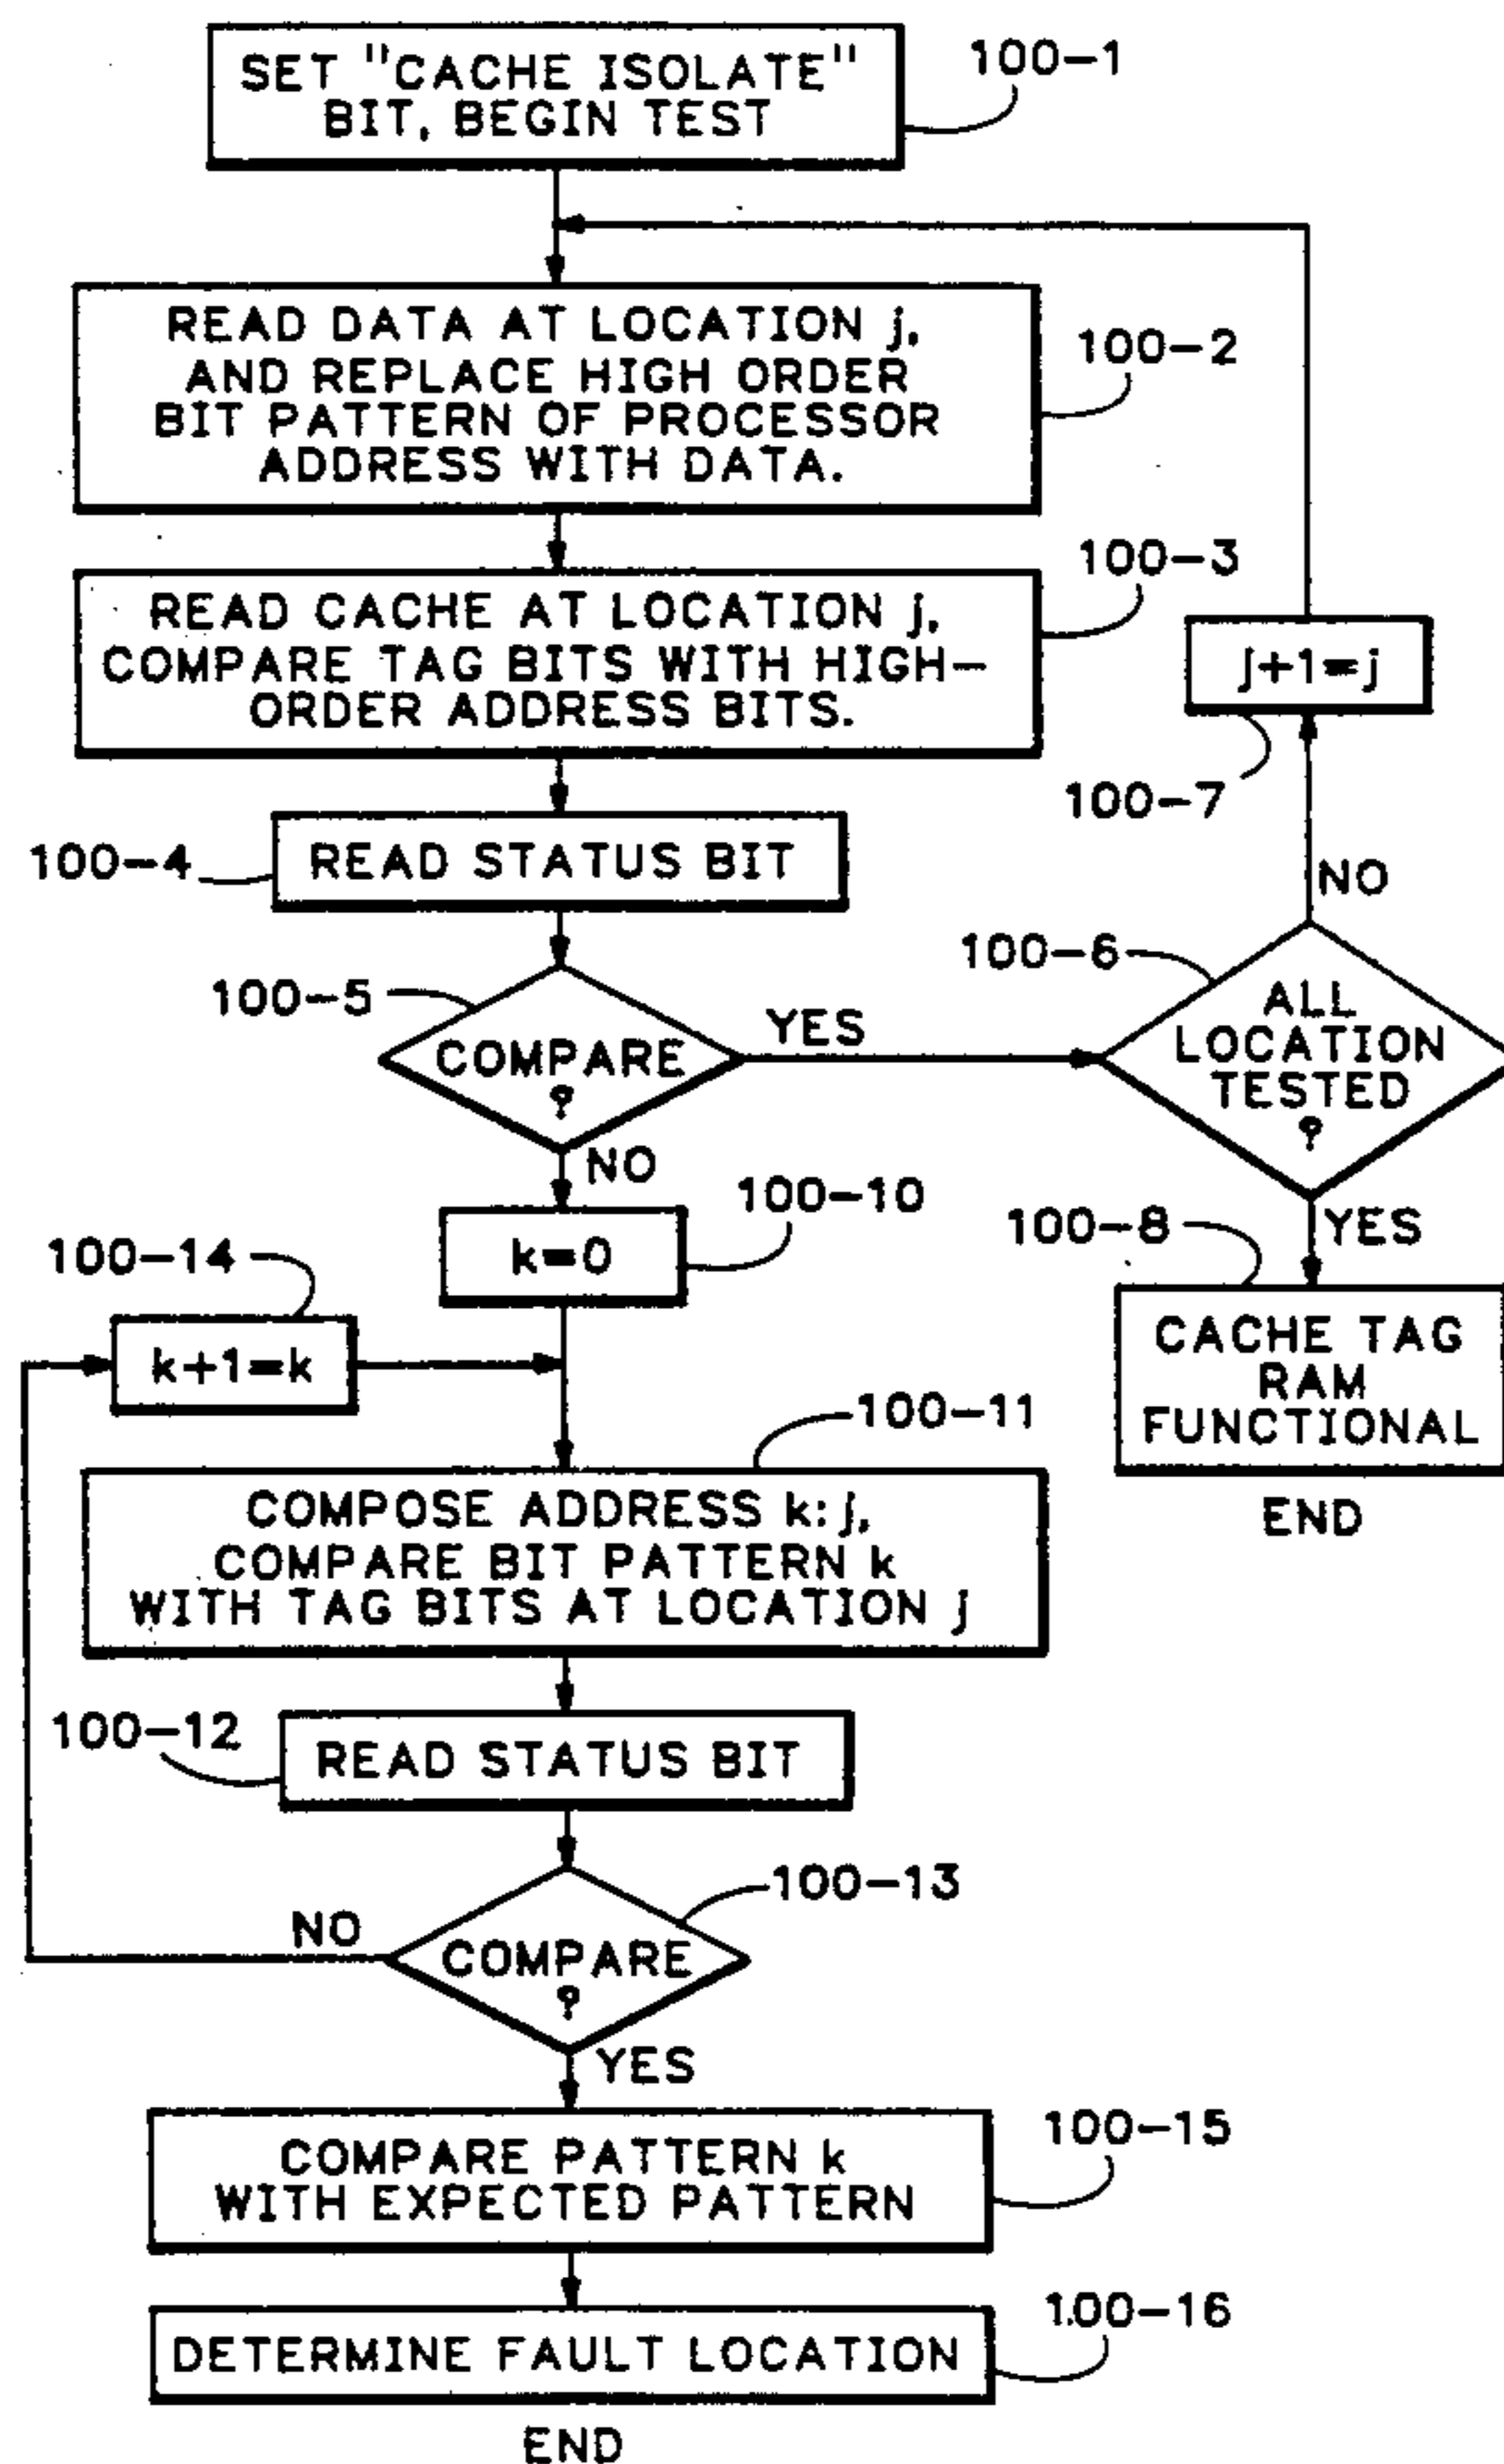 SET "CACHE ISOLATE"
BIT, BEGIN TEST
100-1
READ DATA AT LOCATION j,
AND REPLACE HIGH ORDER
BIT PATTERN OF PROCESSOR
ADDRESS WITH DATA.
100-2
READ CACHE AT LOCATION j,
COMPARE TAG BITS WITH HIGH-
ORDER ADDRESS BITS.
100-3
j+1=j
100-7
READ STATUS BIT
100-4
NO
COMPARE
?
100-5
YES
100-6
ALL
LOCATION
TESTED
?
NO
k=0
100-10
YES
100-8
CACHE TAG
RAM
FUNCTIONAL
END
100-14
k+1=k
100-11
COMPOSE ADDRESS k:j,
COMPARE BIT PATTERN k
WITH TAG BITS AT LOCATION j
100-12
READ STATUS BIT
100-13
NO
COMPARE
?
YES
COMPARE PATTERN k
WITH EXPECTED PATTERN
100-15
DETERMINE FAULT LOCATION
100-16
END